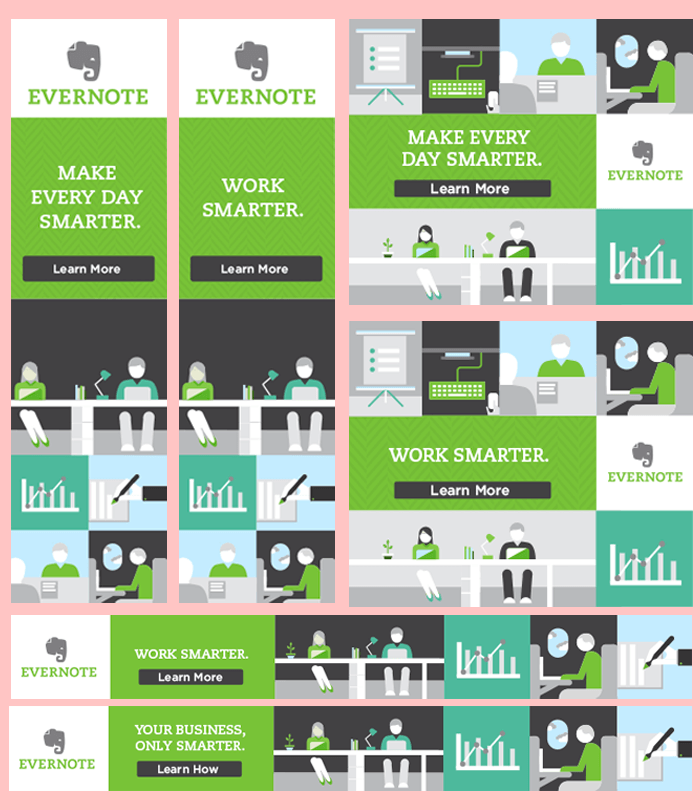 EVERNOTE
MAKE
EVERY DAY
SMARTER.
Learn More
EVERNOTE
WORK
SMARTER.
Learn More
MAKE EVERY
DAY SMARTER.
Learn More
EVERNOTE
WORK SMARTER.
Learn More
EVERNOTE
EVERNOTE
WORK SMARTER.
Learn More
EVERNOTE
YOUR BUSINESS,
ONLY SMARTER.
Learn How